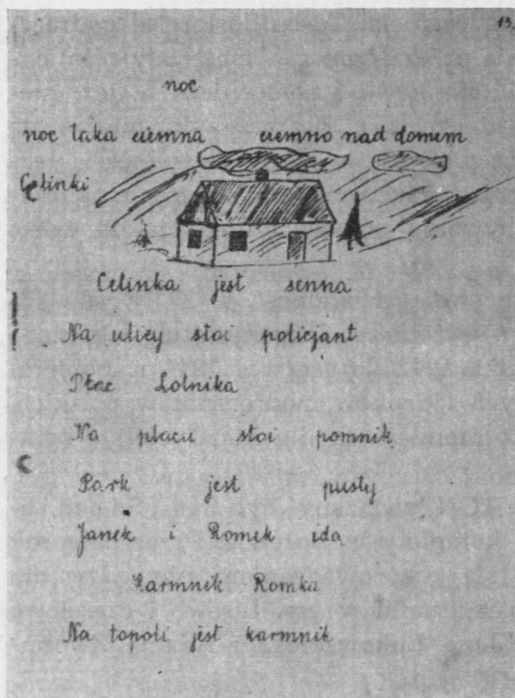 13.
noc
noc taka ciemna ciemno nad domem
Celinki
Celinka jest senna
Na ulicy stoi policjant
Plac Lotnika
Na placu stoi pomnik
Park jest pusty
Janek i Romek ida
Karmnik Romka
Na topoli jest karmnik